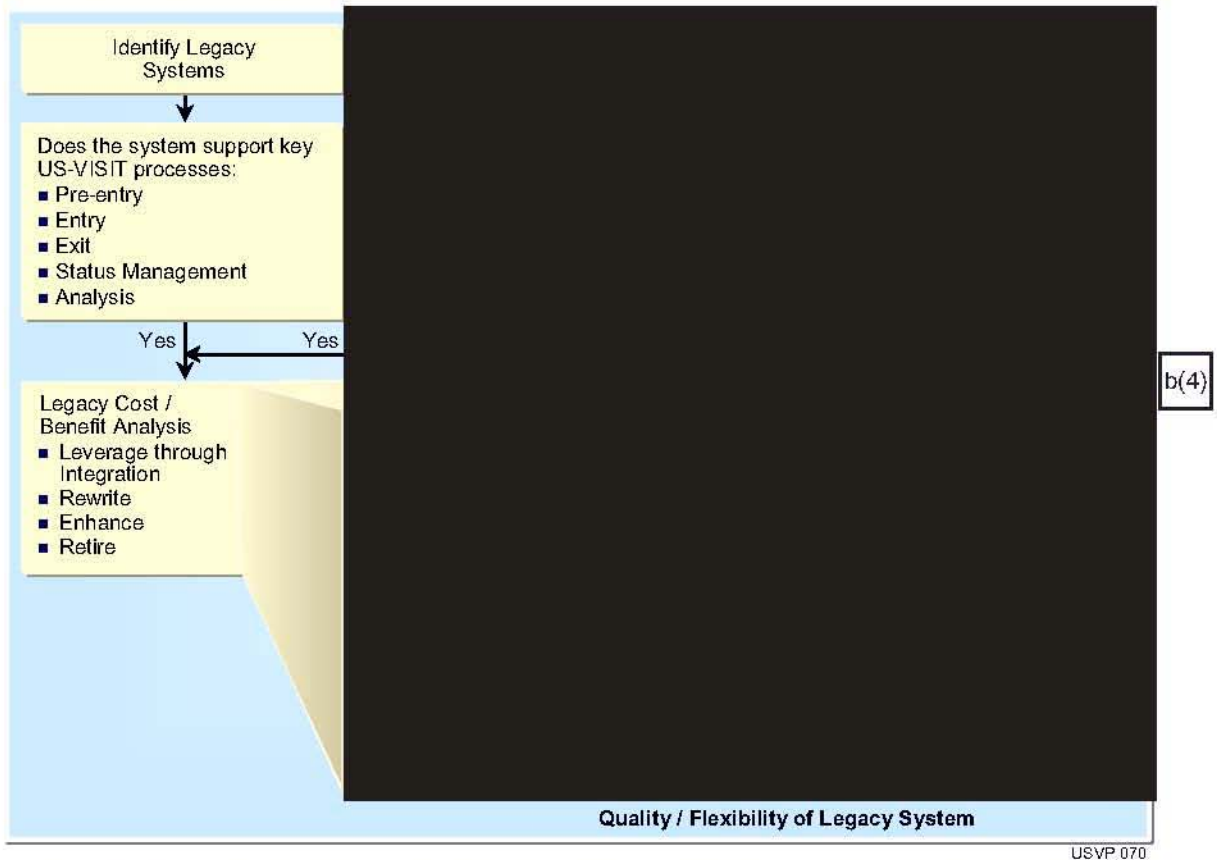 Identify Legacy
Systems
Does the system support key
US-VISIT processes:
■ Pre-entry
■ Entry
■ Exit
■ Status Management
■ Analysis
Yes
Yes
Legacy Cost /
Benefit Analysis
■ Leverage through
Integration
■ Rewrite
■ Enhance
■ Retire
b(4)
Quality / Flexibility of Legacy System
USVP 070